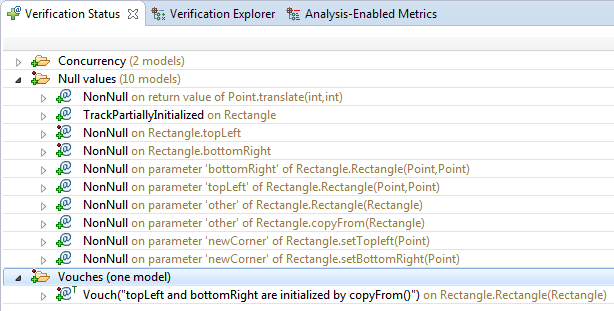 Verification Status Verification Explorer Analysis-Enabled Metrics
Concurrency (2 models)
Null values (10 models)
NonNull on return value of Point.translate(int,int)
TrackPartiallyInitialized on Rectangle
NonNull on Rectangle.topLeft
NonNull on Rectangle.bottomRight
NonNull on parameter 'bottomRight' of Rectangle.Rectangle(Point,Point)
NonNull on parameter 'topLeft' of Rectangle.Rectangle(Point,Point)
NonNull on parameter 'other' of Rectangle.Rectangle(Rectangle)
NonNull on parameter 'other' of Rectangle.copyFrom(Rectangle)
NonNull on parameter 'newCorner' of Rectangle.setTopleft(Point)
NonNull on parameter 'newCorner' of Rectangle.setBottomRight(Point)
Vouches (one model)
Vouch("topLeft and bottomRight are initialized by copyFrom()") on Rectangle.Rectangle(Rectangle)